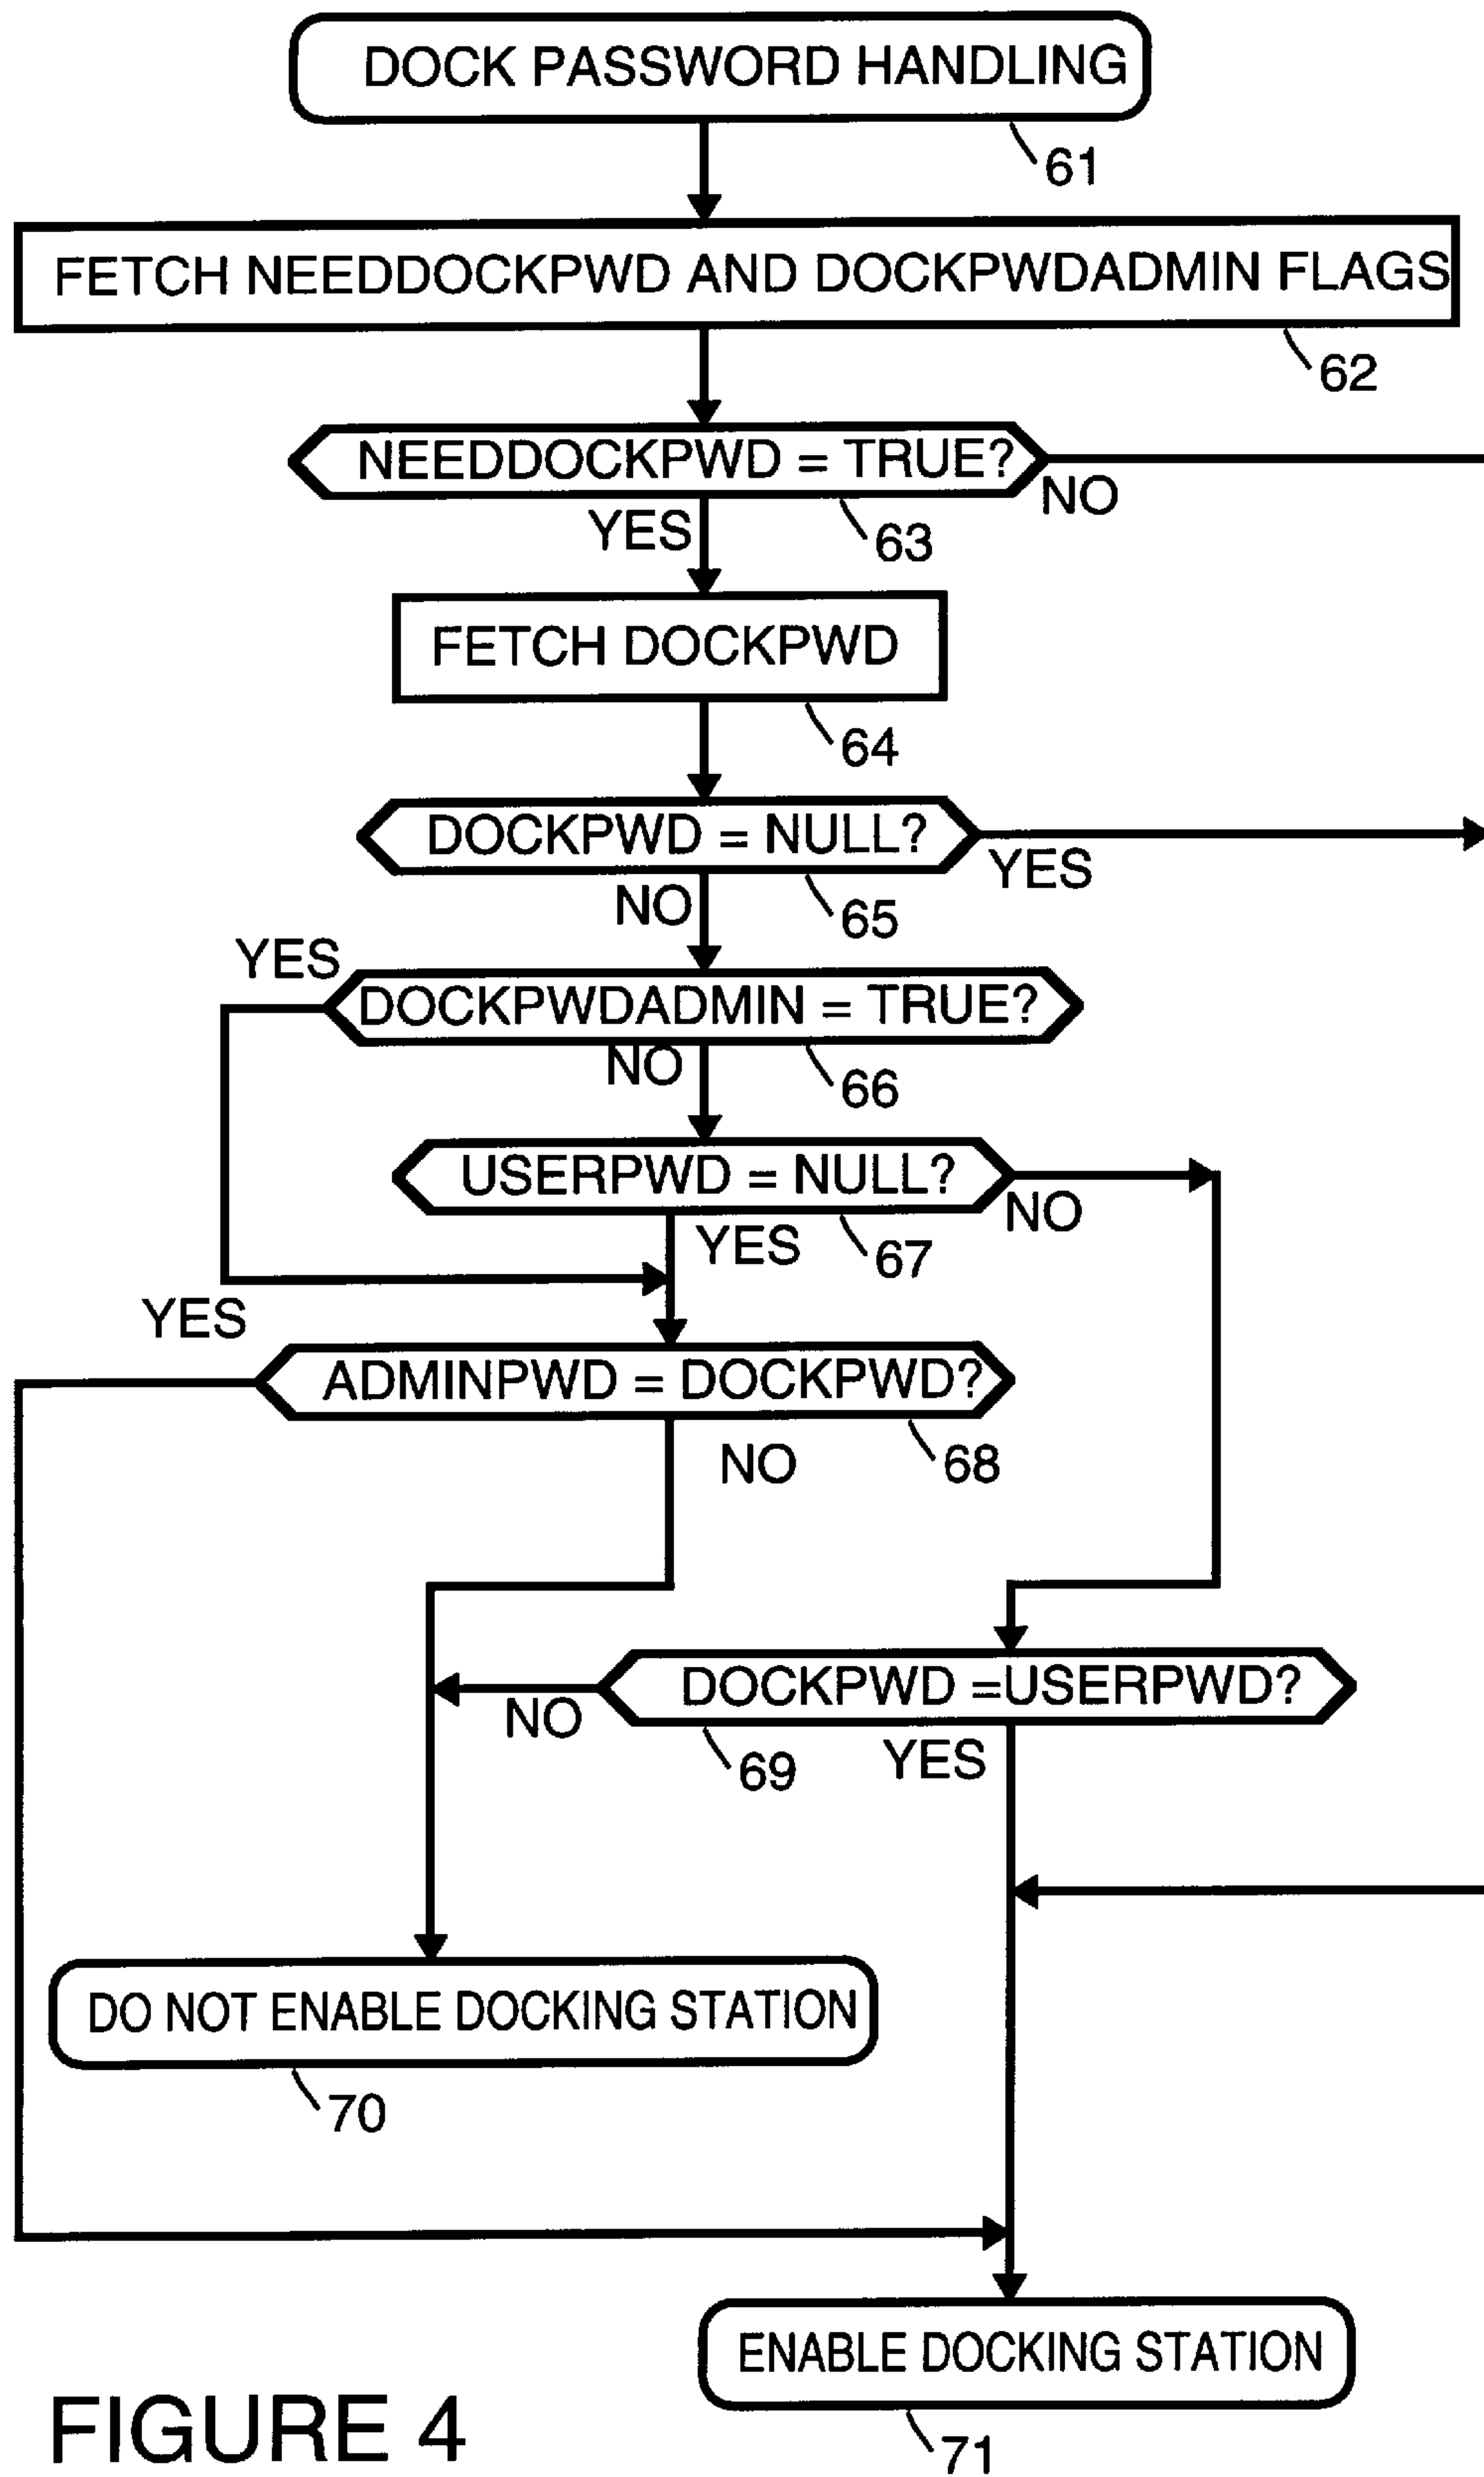 DOCK PASSWORD HANDLING
61
FETCH NEEDDOCKPWD AND DOCKPWDADMIN FLAGS
62
NEEDDOCKPWD = TRUE?
NO
YES
63
FETCH DOCKPWD
64
DOCKPWD = NULL?
YES
NO
65
YES
DOCKPWDADMIN = TRUE?
NO
66
USERPWD = NULL?
NO
YES
67
YES
ADMINPWD = DOCKPWD?
NO
68
DOCKPWD =USERPWD?
NO
69
YES
DO NOT ENABLE DOCKING STATION
70
ENABLE DOCKING STATION
71
FIGURE 4